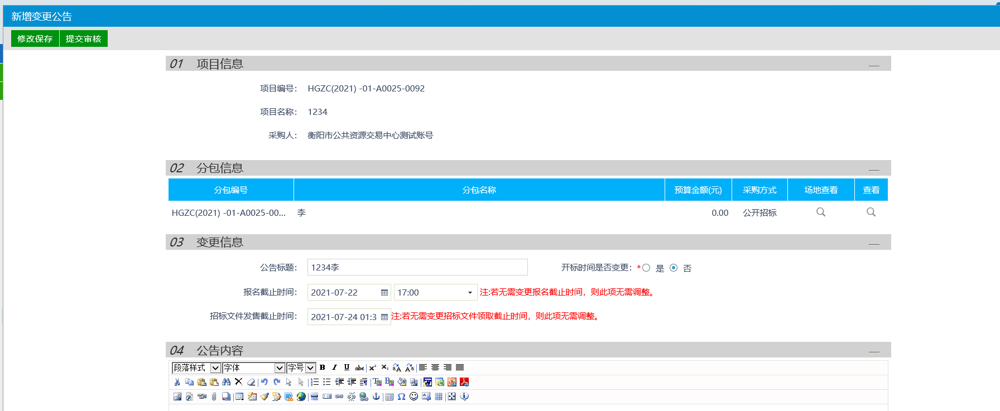 新增变更公告
修改保存 提交审核
01 项目信息
项目编号： HGZC(2021) -01-A0025-0092
项目名称： 1234
采购人： 衡阳市公共资源交易中心测试账号
02 分包信息
分包编号 分包名称 预算金额(元) 采购方式 场地查看 查看
HGZC(2021) -01-A0025-00... 李 0.00 公开招标
03 变更信息
公告标题： 1234李 开标时间是否变更：* 是 否
报名截止时间： 2021-07-22 17:00 注:若无需变更报名截止时间，则此项无需调整。
招标文件发售截止时间： 2021-07-24 01:3 注:若无需变更招标文件领取截止时间，则此项无需调整。
04 公告内容
段落样式 字体 字号